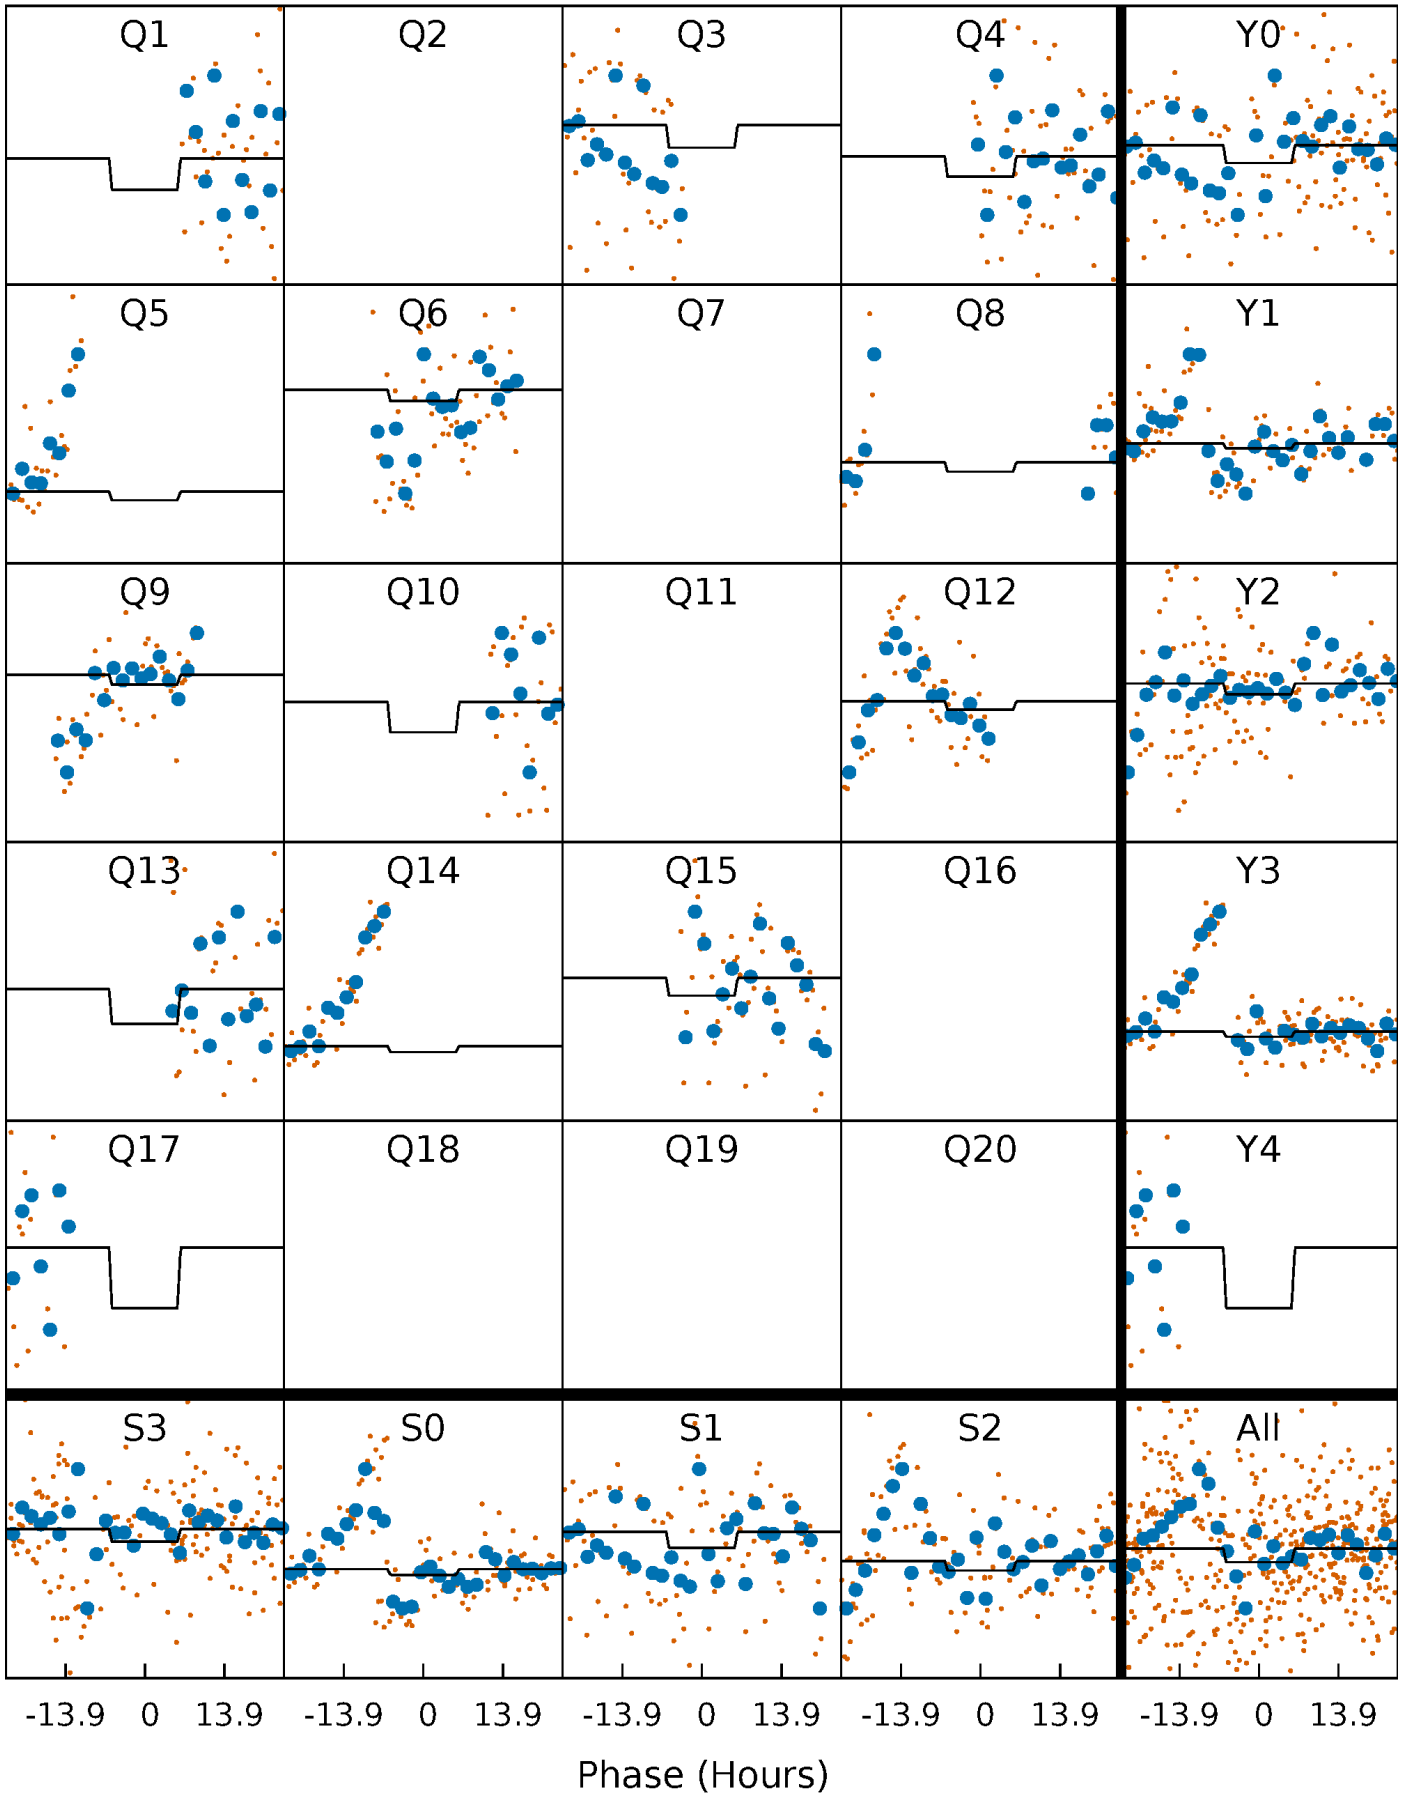 Q1 Q2 Q3 Q4 Y0
Q5 Q6 Q7 Q8 Y1
Q9 Q10 Q11 Q12 Y2
Q13 Q14 Q15 Q16 Y3
Q17 Q18 Q19 Q20 Y4
S3 S0 S1 S2 All
-13.9 0 13.9 -13.9 0 13.9 -13.9 0 13.9 -13.9 0 13.9 -13.9 0 13.9
Phase (Hours)